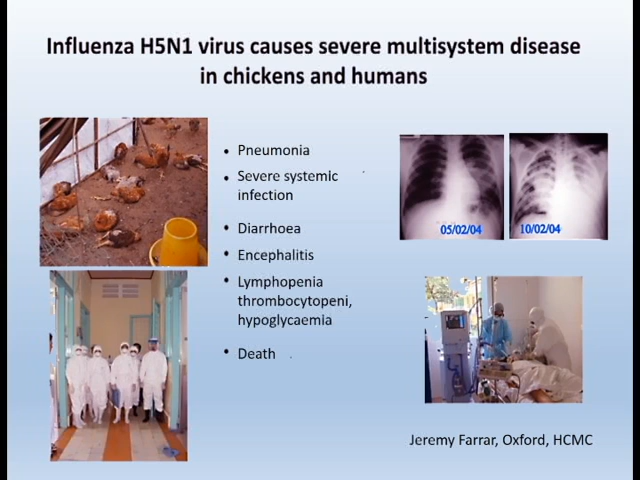 Influenza H5N1 virus causes severe multisystem disease
in chickens and humans
• Pneumonia
• Severe systemic
infection
• Diarrhoea
• Encephalitis
• Lymphopenia
thrombocytopeni,
hypoglycaemia
• Death
05/02/04
10/02/04
Jeremy Farrar, Oxford, HCMC